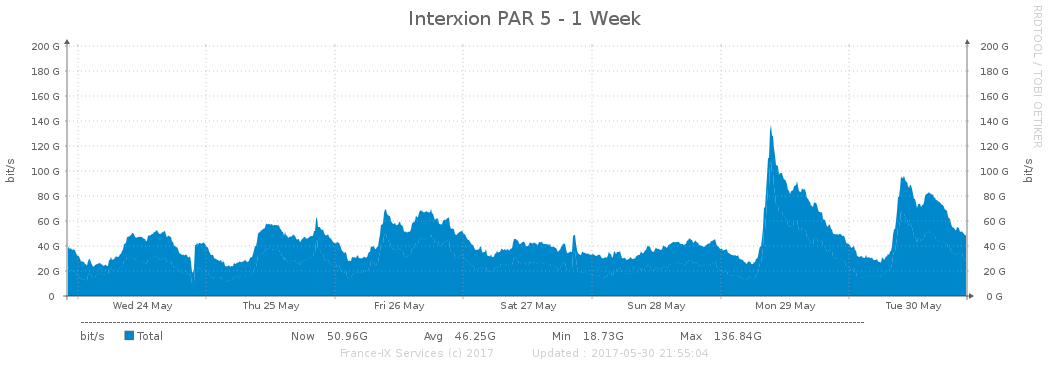 Interxion PAR 5 - 1 Week
RRDTOOL / TOBI OETIKER
200 G 200 G
180 G 180 G
160 G 160 G
140 G 140 G
120 G 120 G
100 G 100 G
80 G 80 G
60 G 60 G
40 G 40 G
20 G 20 G
0 0 G
bit/s bit/s
Wed 24 May Thu 25 May Fri 26 May Sat 27 May Sun 28 May Mon 29 May Tue 30 May
bit/s Total Now 50.96G Avg 46.25G Min 18.73G Max 136.84G
France-IX Services (c) 2017 Updated : 2017-05-30 21:55:04